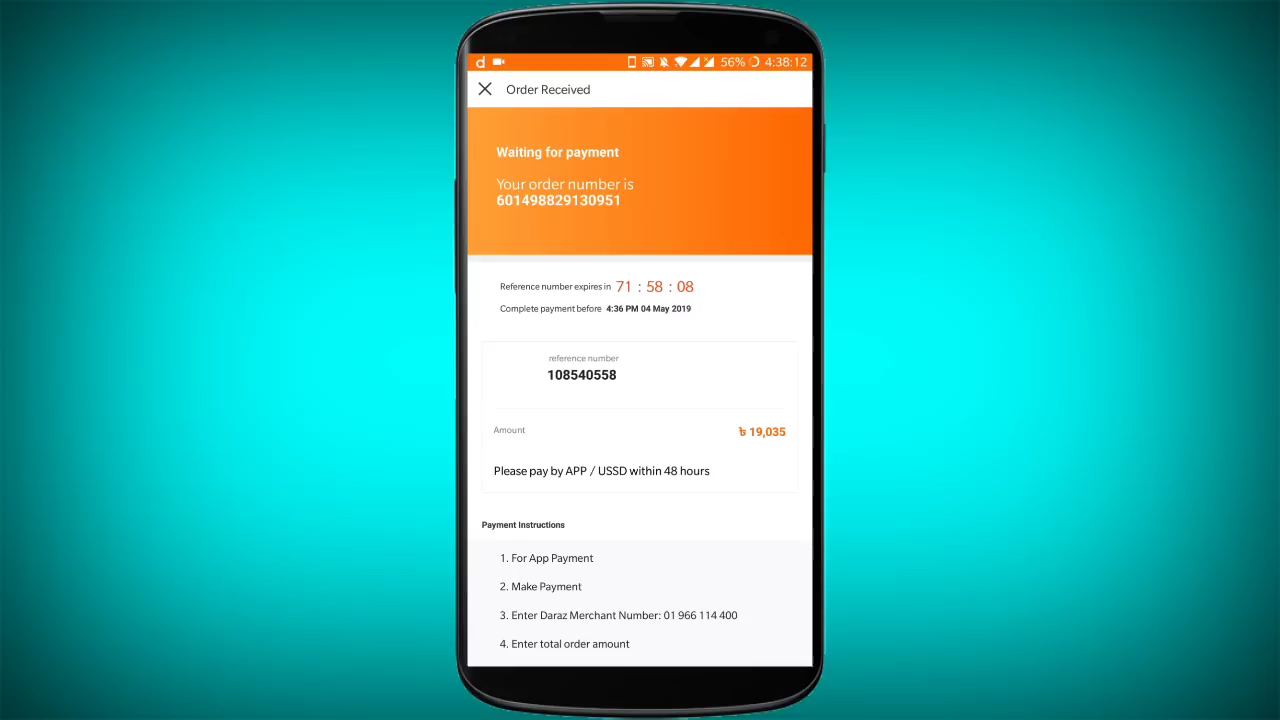 d 56% 4:38:12
Order Received
Waiting for payment
Your order number is
601498829130951
Reference number expires in 71 : 58 : 08
Complete payment before 4:36 PM 04 May 2019
reference number
108540558
Amount ৳ 19,035
Please pay by APP / USSD within 48 hours
Payment Instructions
1. For App Payment
2. Make Payment
3. Enter Daraz Merchant Number: 01 966 114 400
4. Enter total order amount